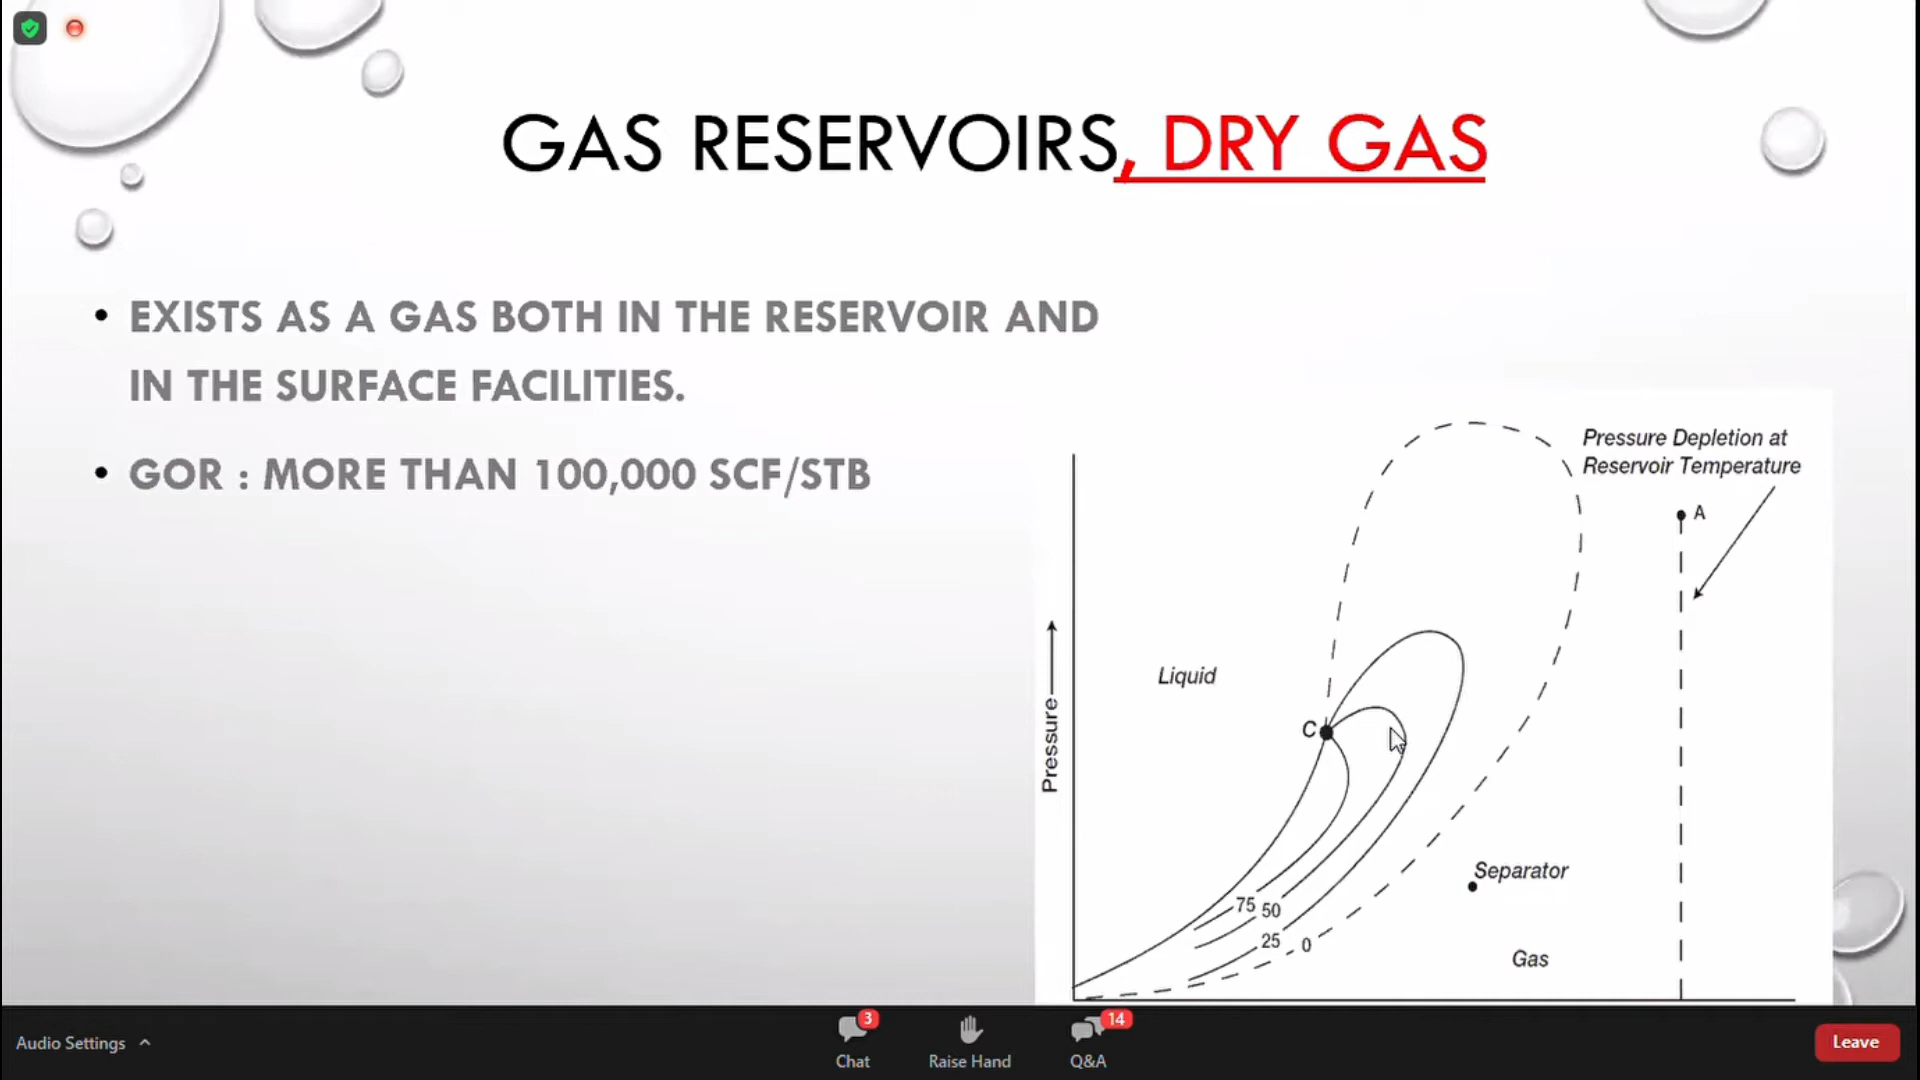 GAS RESERVOIRS, DRY GAS
• EXISTS AS A GAS BOTH IN THE RESERVOIR AND
IN THE SURFACE FACILITIES.
• GOR : MORE THAN 100,000 SCF/STB
Pressure Depletion at
Reservoir Temperature
A
Liquid
C
Pressure
Separator
75 50
25 0
Gas
Audio Settings
3
14
Chat
Raise Hand
Q&A
Leave